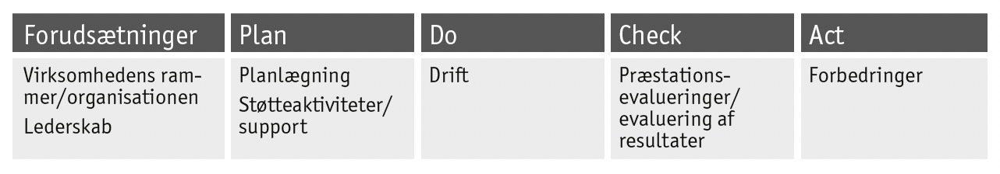 Forudsætninger
Virksomhedens ram-
mer/organisationen
Lederskab
Plan
Planlægning
Støtteaktiviteter/
support
Do
Drift
Check
Præstations-
evalueringer/
evaluering af
resultater
Act
Forbedringer